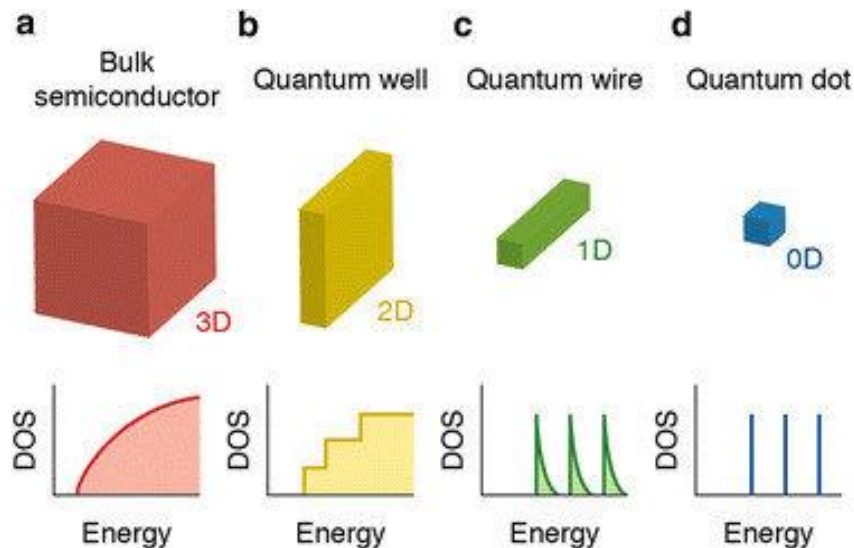 a
Bulk
semiconductor
3D
DOS
Energy
b
Quantum well
2D
DOS
Energy
c
Quantum wire
1D
DOS
Energy
d
Quantum dot
0D
DOS
Energy